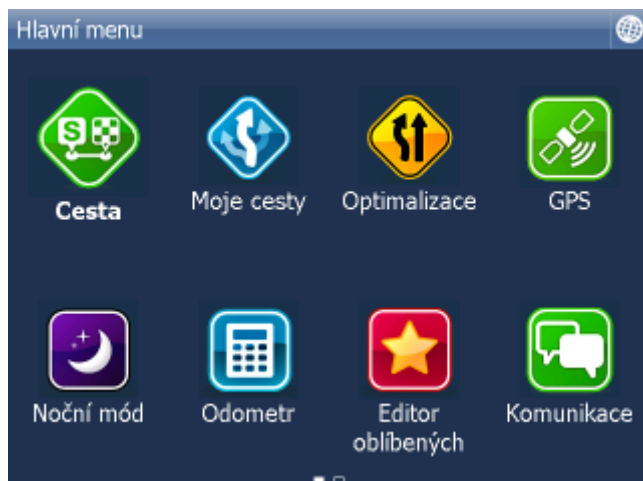 Hlavní menu
S
Cesta
Moje cesty
Optimalizace
GPS
Noční mód
Odometr
Editor
oblíbených
Komunikace